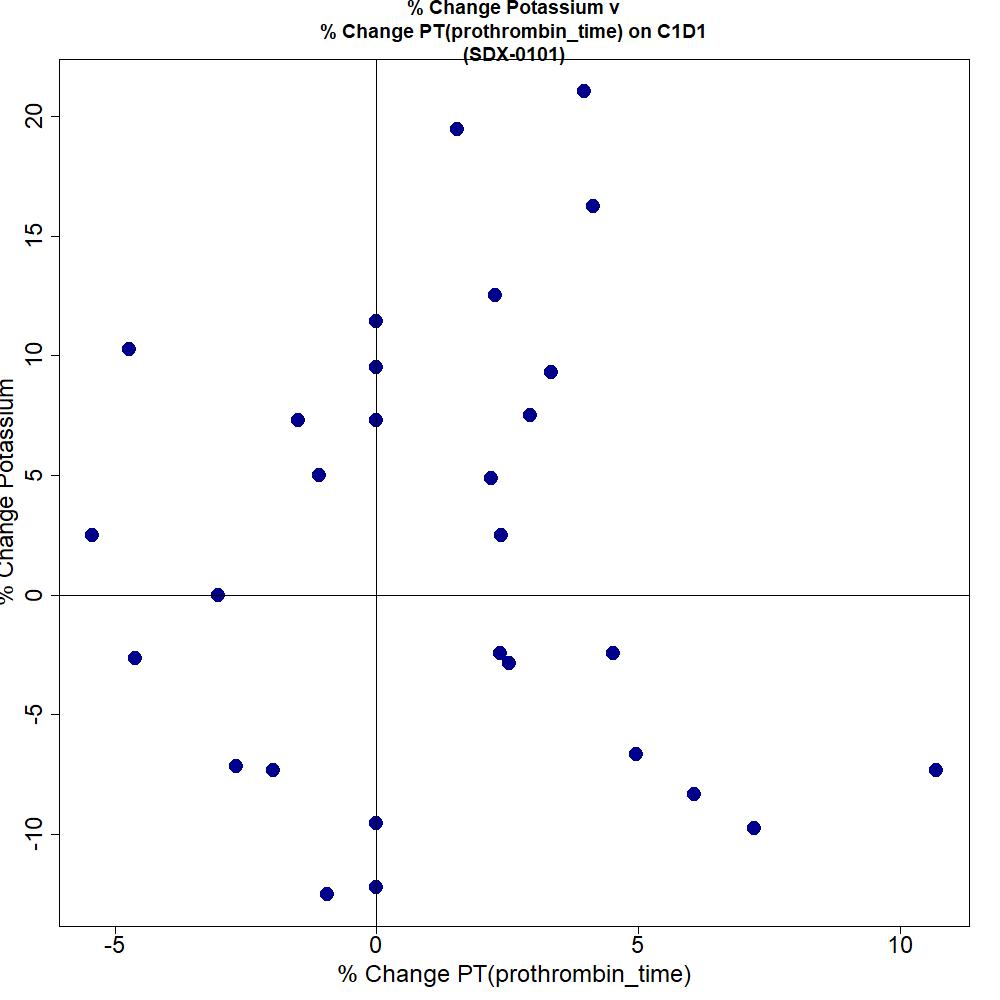 % Change Potassium v
% Change PT(prothrombin_time) on C1D1
(SDX-0101)
% Change Potassium
20
15
10
5
0
-5
-10
-5
0
5
10
% Change PT(prothrombin_time)